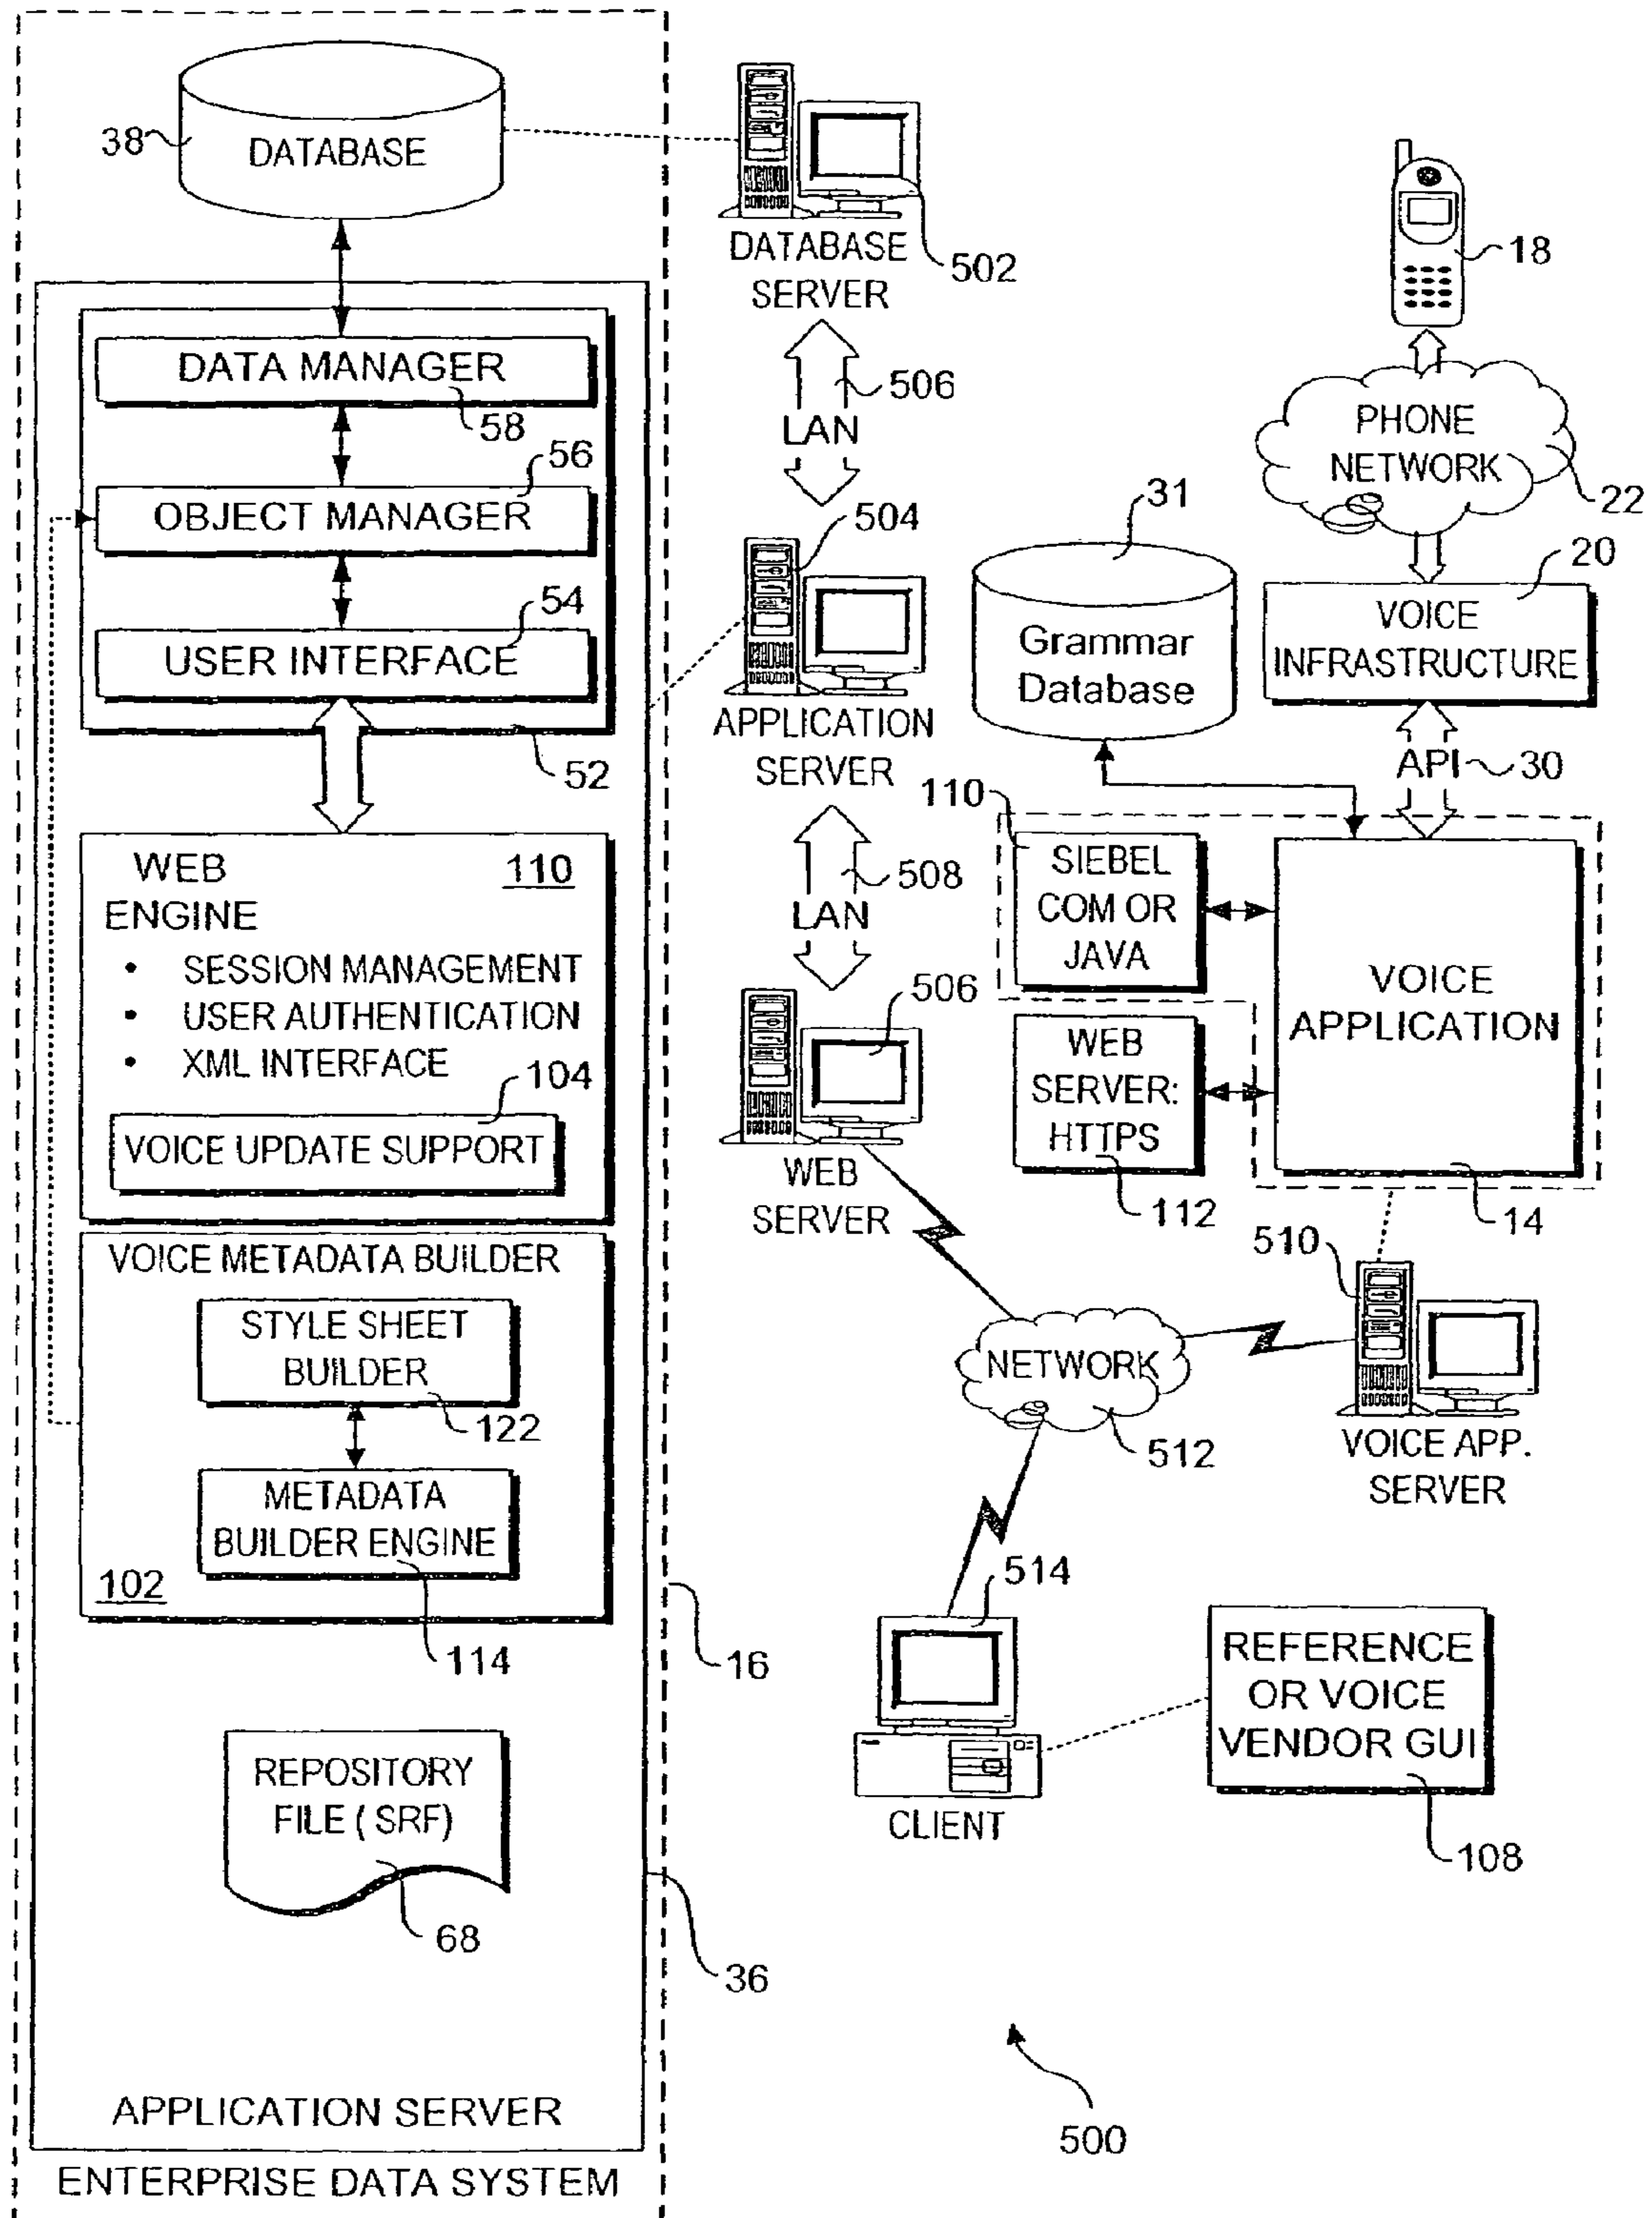 38
DATABASE
DATA MANAGER
58
56
OBJECT MANAGER
54
USER INTERFACE
52
WEB
ENGINE
110
• SESSION MANAGEMENT
• USER AUTHENTICATION
• XML INTERFACE
104
VOICE UPDATE SUPPORT
VOICE METADATA BUILDER
STYLE SHEET
BUILDER
122
METADATA
BUILDER ENGINE
102
114
16
REPOSITORY
FILE ( SRF)
68
36
APPLICATION SERVER
ENTERPRISE DATA SYSTEM
DATABASE
SERVER
502
506
LAN
504
APPLICATION
SERVER
508
LAN
506
WEB
SERVER
18
PHONE
NETWORK
22
31
Grammar
Database
20
VOICE
INFRASTRUCTURE
API
30
110
SIEBEL
COM OR
JAVA
VOICE
APPLICATION
WEB
SERVER:
HTTPS
112
14
510
VOICE APP.
SERVER
NETWORK
512
514
CLIENT
REFERENCE
OR VOICE
VENDOR GUI
108
500